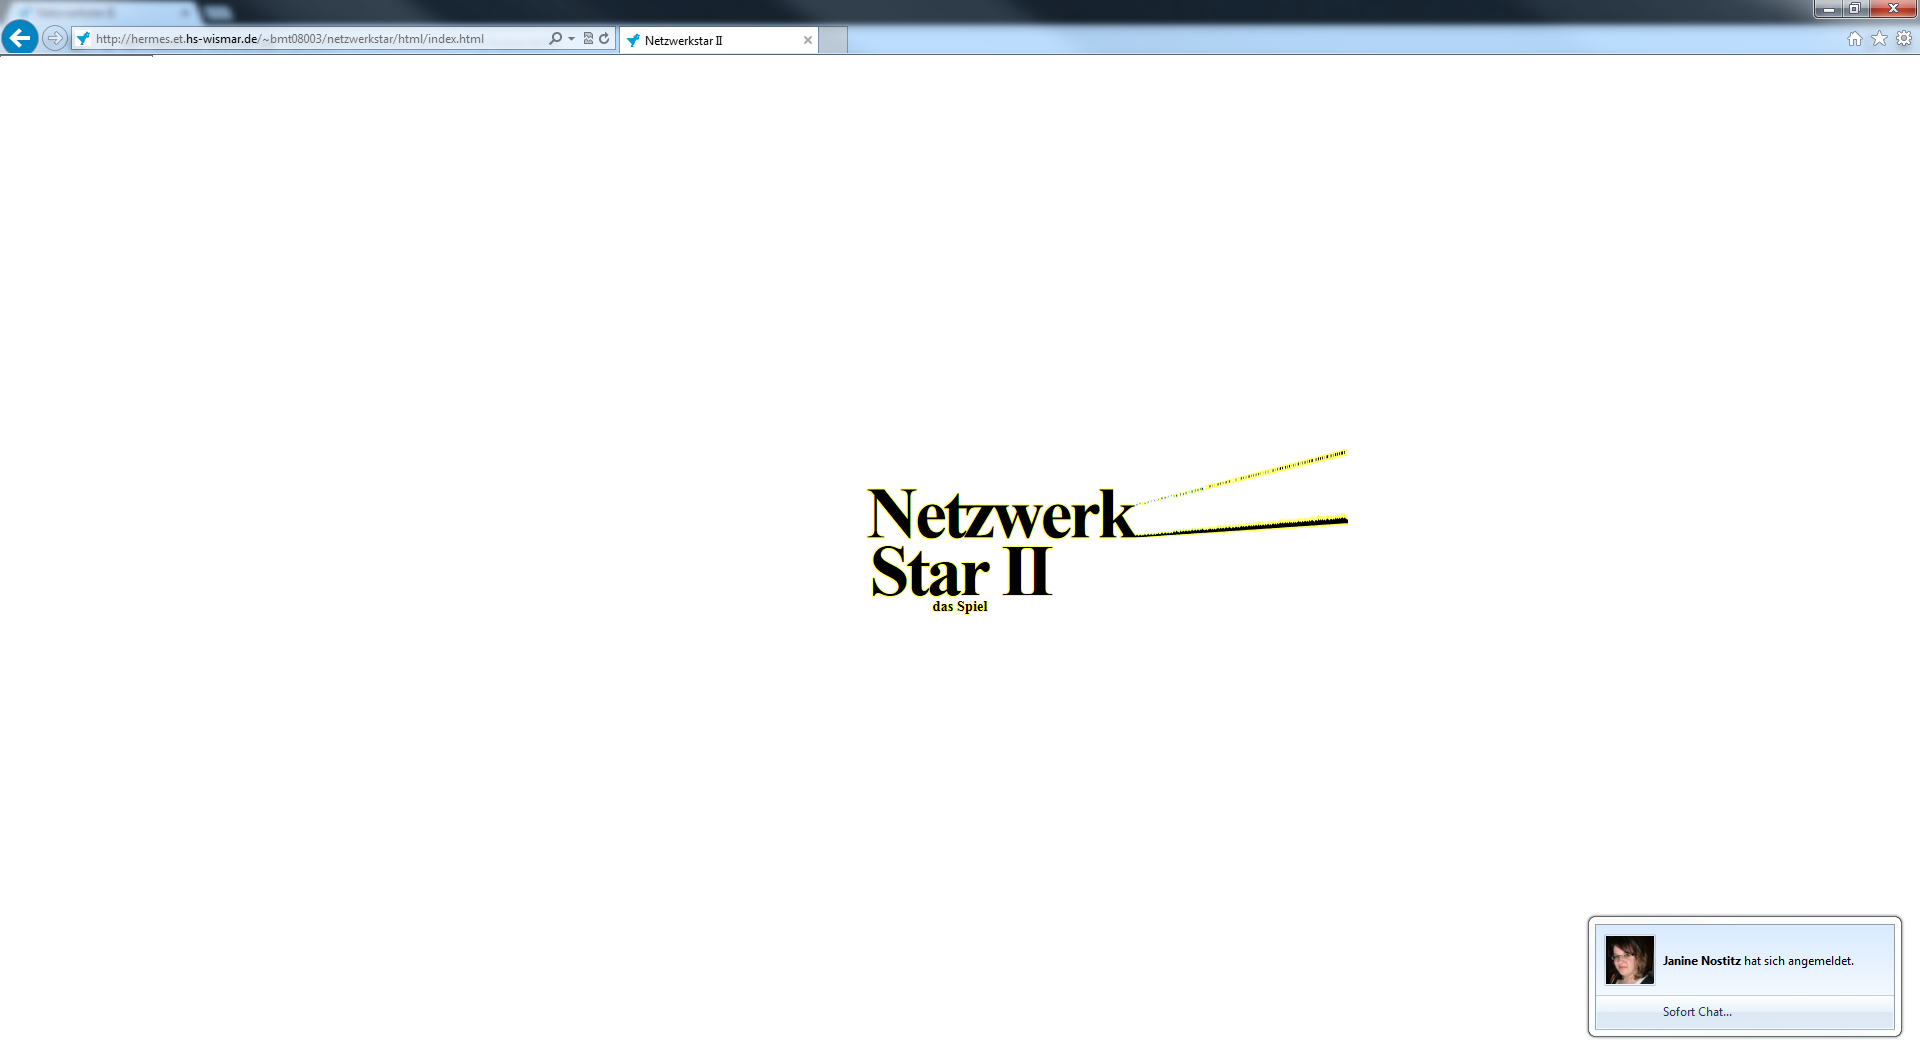 http://hermes.et.hs-wismar.de/~bmt08003/netzwerkstar/html/index.html
Netzwerkstar II
Netzwerk
Star II
das Spiel
Janine Nostitz hat sich angemeldet.
Sofort Chat...